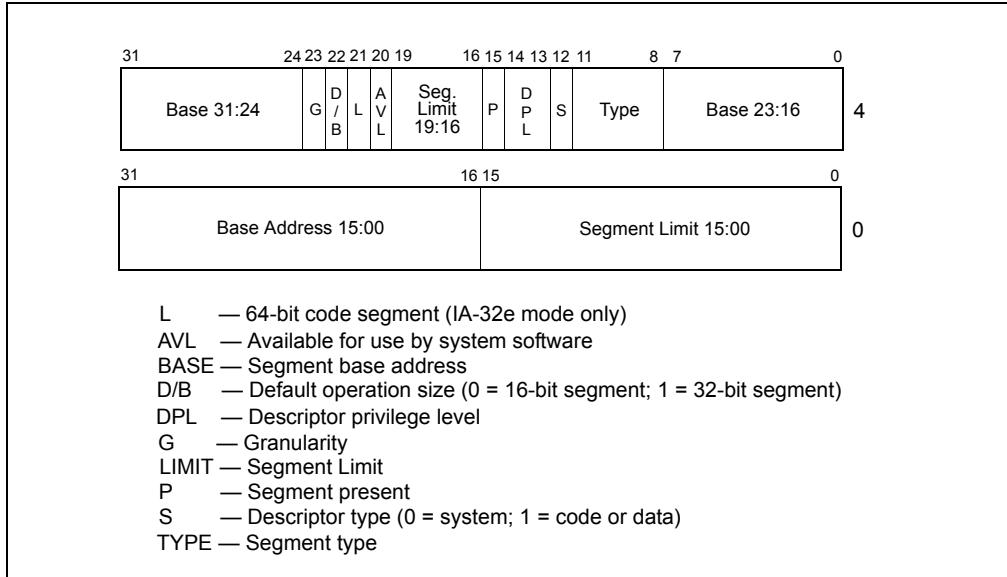 31 24 23 22 21 20 19 16 15 14 13 12 11 8 7 0
Base 31:24 G D/B L AVL Seg. Limit 19:16 P DPL S Type Base 23:16 4
31 16 15 0
Base Address 15:00 Segment Limit 15:00 0
L — 64-bit code segment (IA-32e mode only)
AVL — Available for use by system software
BASE — Segment base address
D/B — Default operation size (0 = 16-bit segment; 1 = 32-bit segment)
DPL — Descriptor privilege level
G — Granularity
LIMIT — Segment Limit
P — Segment present
S — Descriptor type (0 = system; 1 = code or data)
TYPE — Segment type